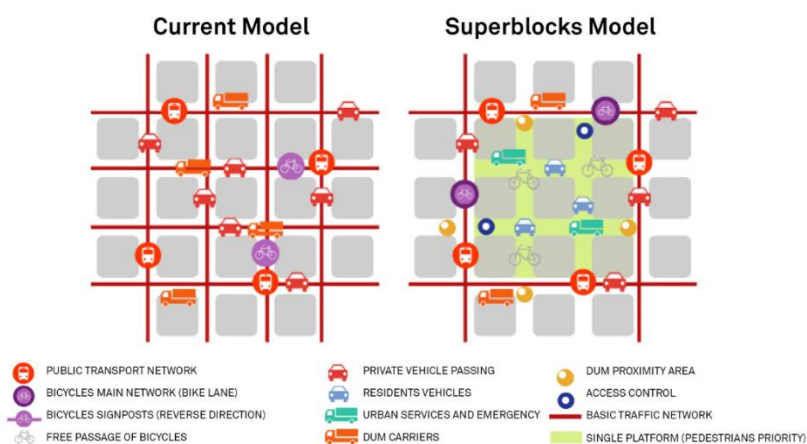 Current Model
Superblocks Model
PUBLIC TRANSPORT NETWORK
BICYCLES MAIN NETWORK (BIKE LANE)
BICYCLES SIGNPOSTS (REVERSE DIRECTION)
FREE PASSAGE OF BICYCLES
PRIVATE VEHICLE PASSING
RESIDENTS VEHICLES
URBAN SERVICES AND EMERGENCY
DUM CARRIERS
DUM PROXIMITY AREA
ACCESS CONTROL
BASIC TRAFFIC NETWORK
SINGLE PLATFORM (PEDESTRIANS PRIORITY)